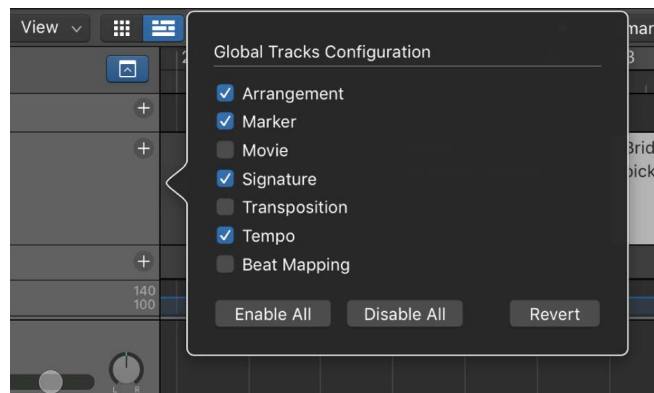 View
Global Tracks Configuration
Arrangement
Marker
Movie
Signature
Transposition
Tempo
Beat Mapping
140
100
Enable All
Disable All
Revert
L R